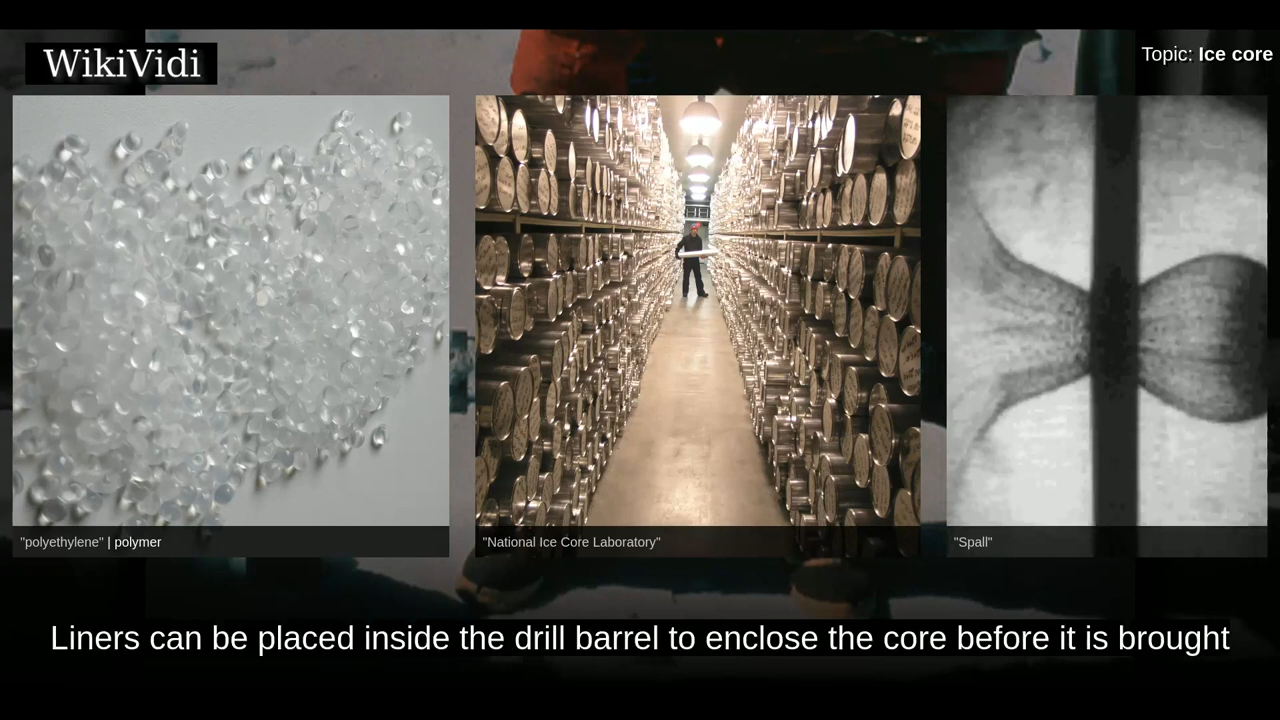 WikiVidi
Topic: Ice core
"polyethylene" | polymer
"National Ice Core Laboratory"
"Spall"
Liners can be placed inside the drill barrel to enclose the core before it is brought